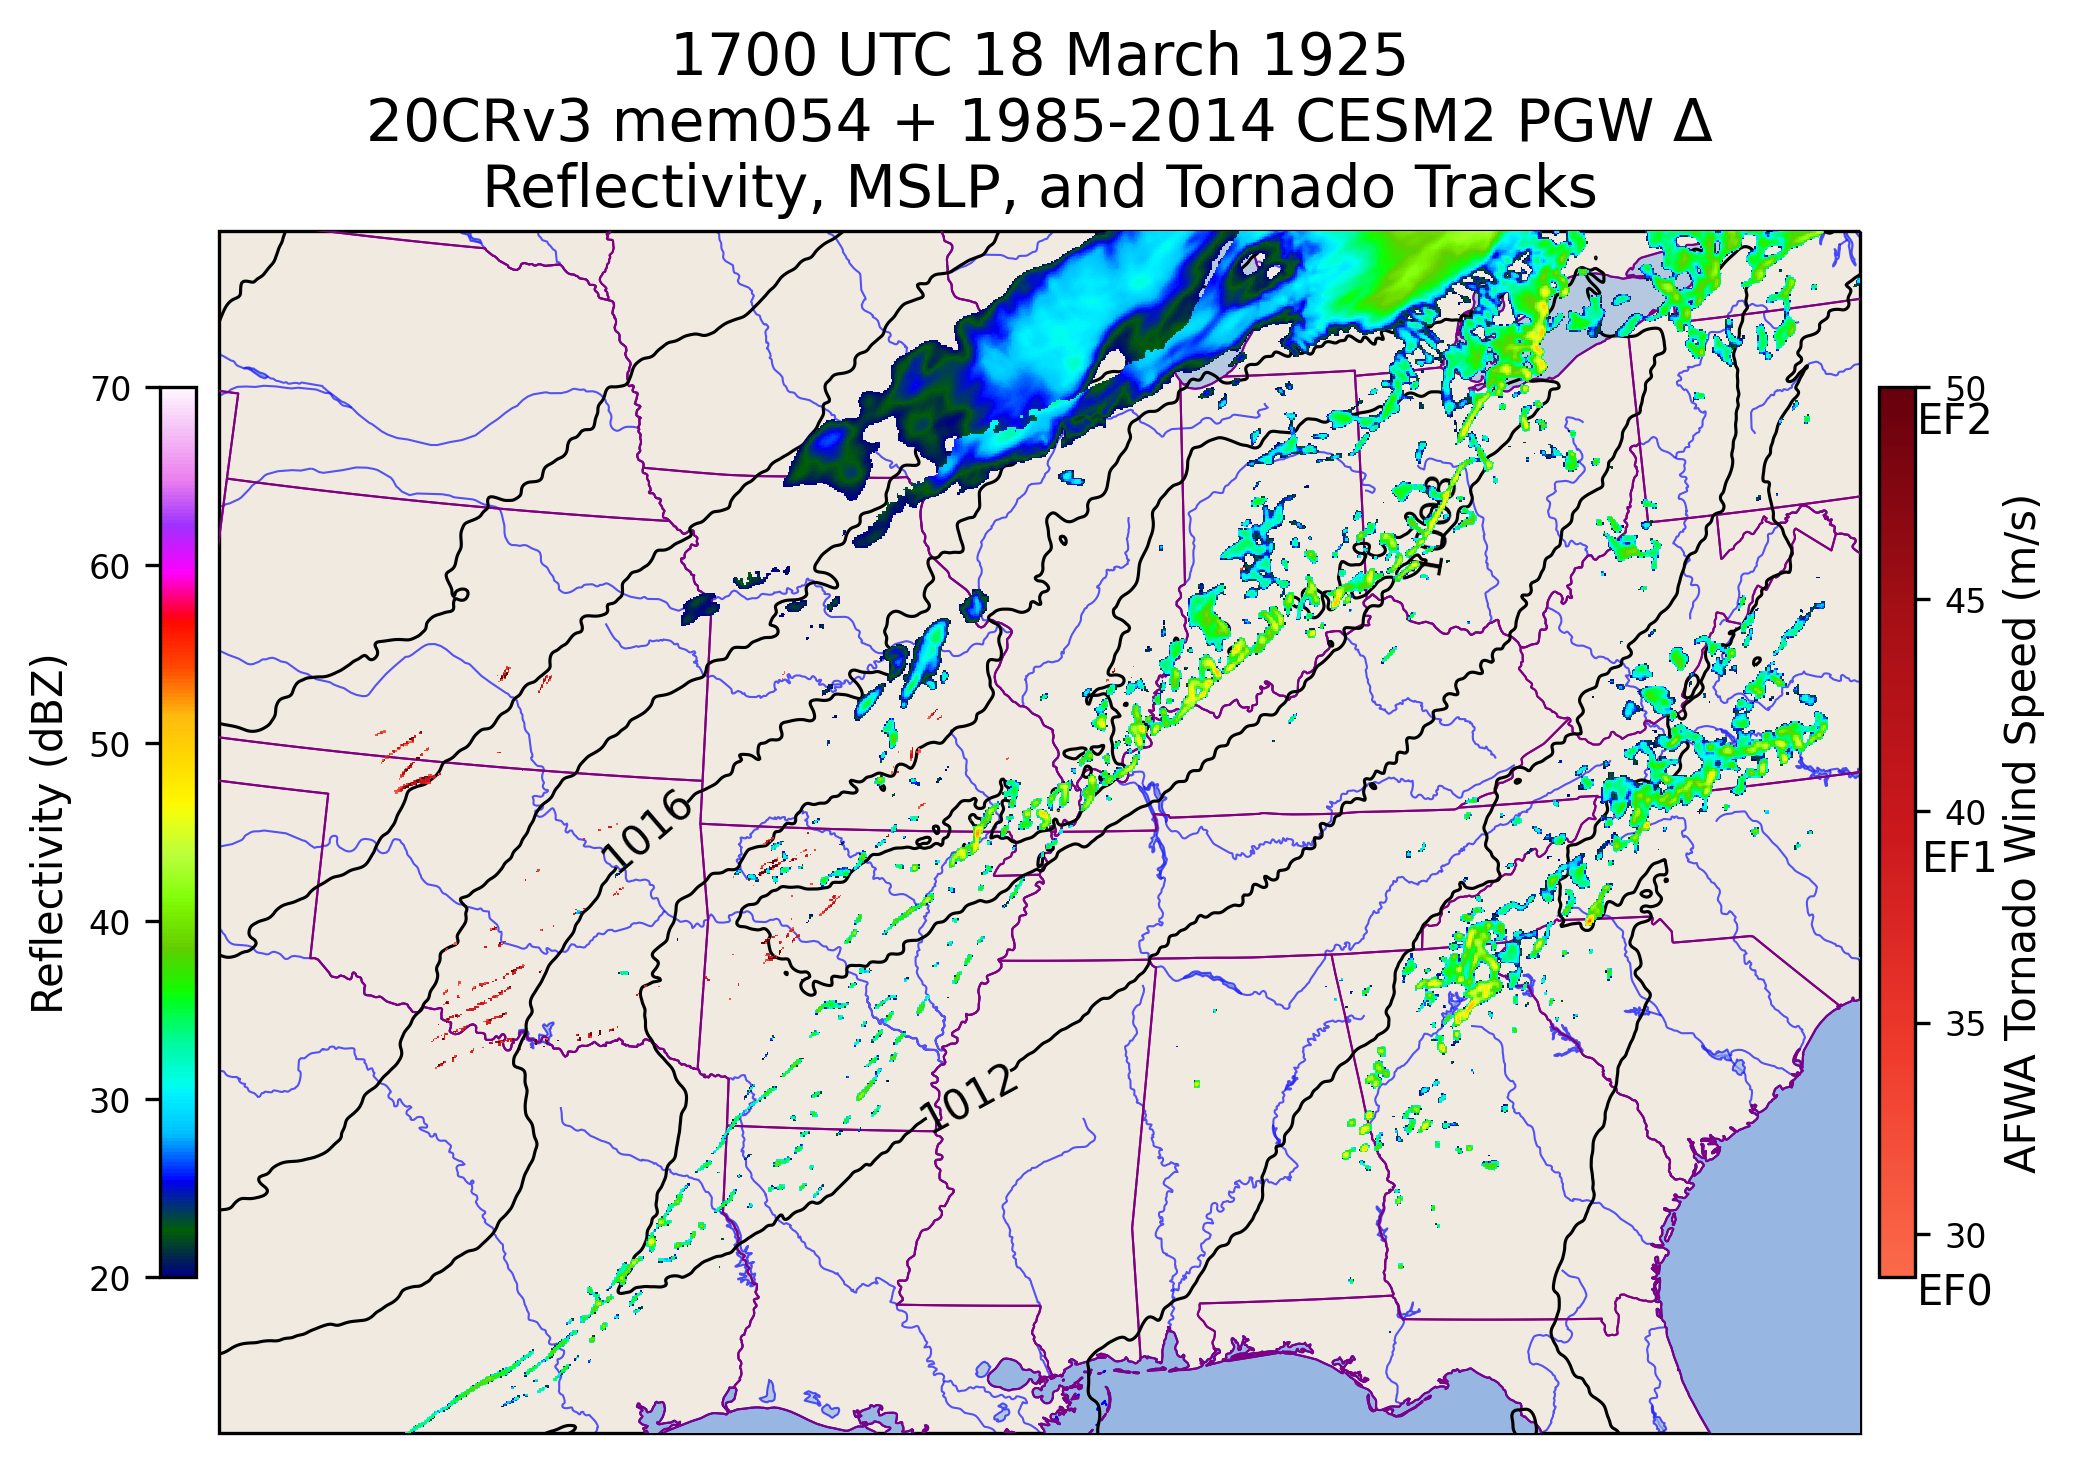 1700 UTC 18 March 1925
20CRv3 mem054 + 1985-2014 CESM2 PGW Δ
Reflectivity, MSLP, and Tornado Tracks
70
60
50
40
30
20
Reflectivity (dBZ)
1016
1012
50
EF2
45
40
EF1
35
30
EF0
AFWA Tornado Wind Speed (m/s)